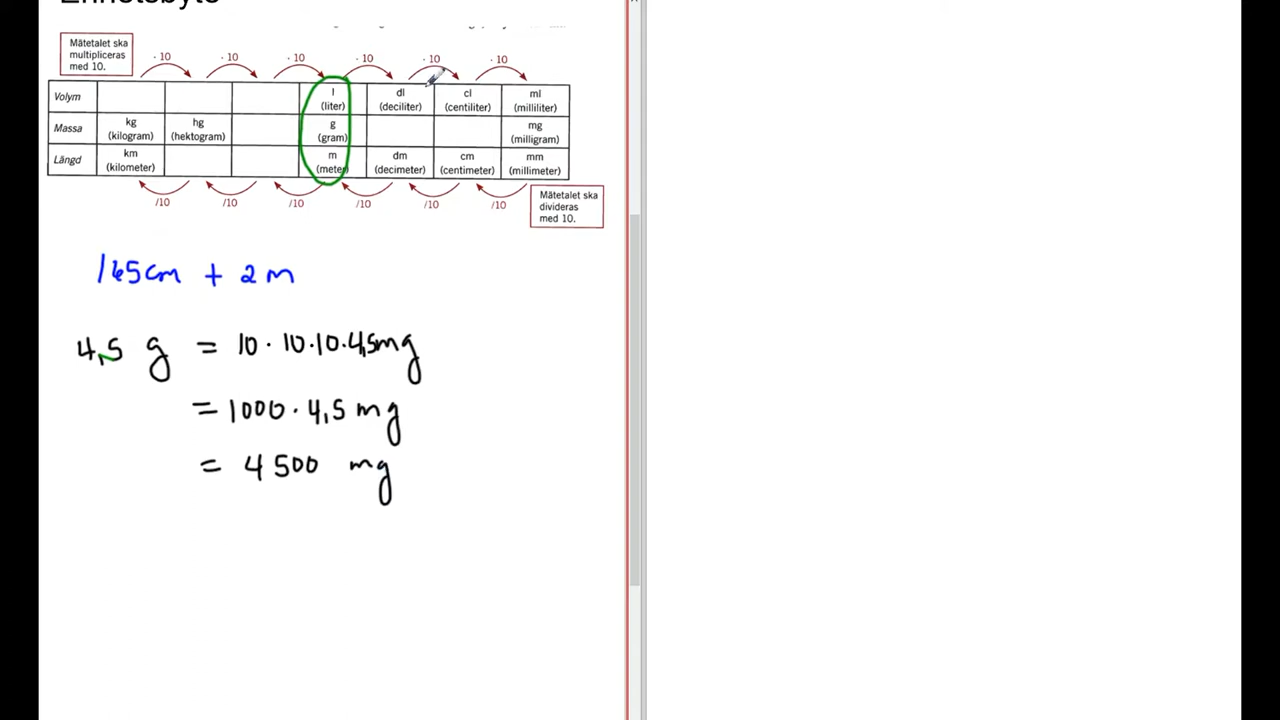 Enhetsbyte
Mätetalet ska
multipliceras
med 10.
· 10 · 10 · 10 · 10 · 10 · 10
Volym l (liter) dl (deciliter) cl (centiliter) ml (milliliter)
Massa kg (kilogram) hg (hektogram) g (gram) mg (milligram)
Längd km (kilometer) m (meter) dm (decimeter) cm (centimeter) mm (millimeter)
/10 /10 /10 /10 /10 /10
Mätetalet ska
divideras
med 10.
165cm + 2 m
4,5 g = 10 · 10 · 10 · 4,5mg
= 1000 · 4,5 mg
= 4 500 mg